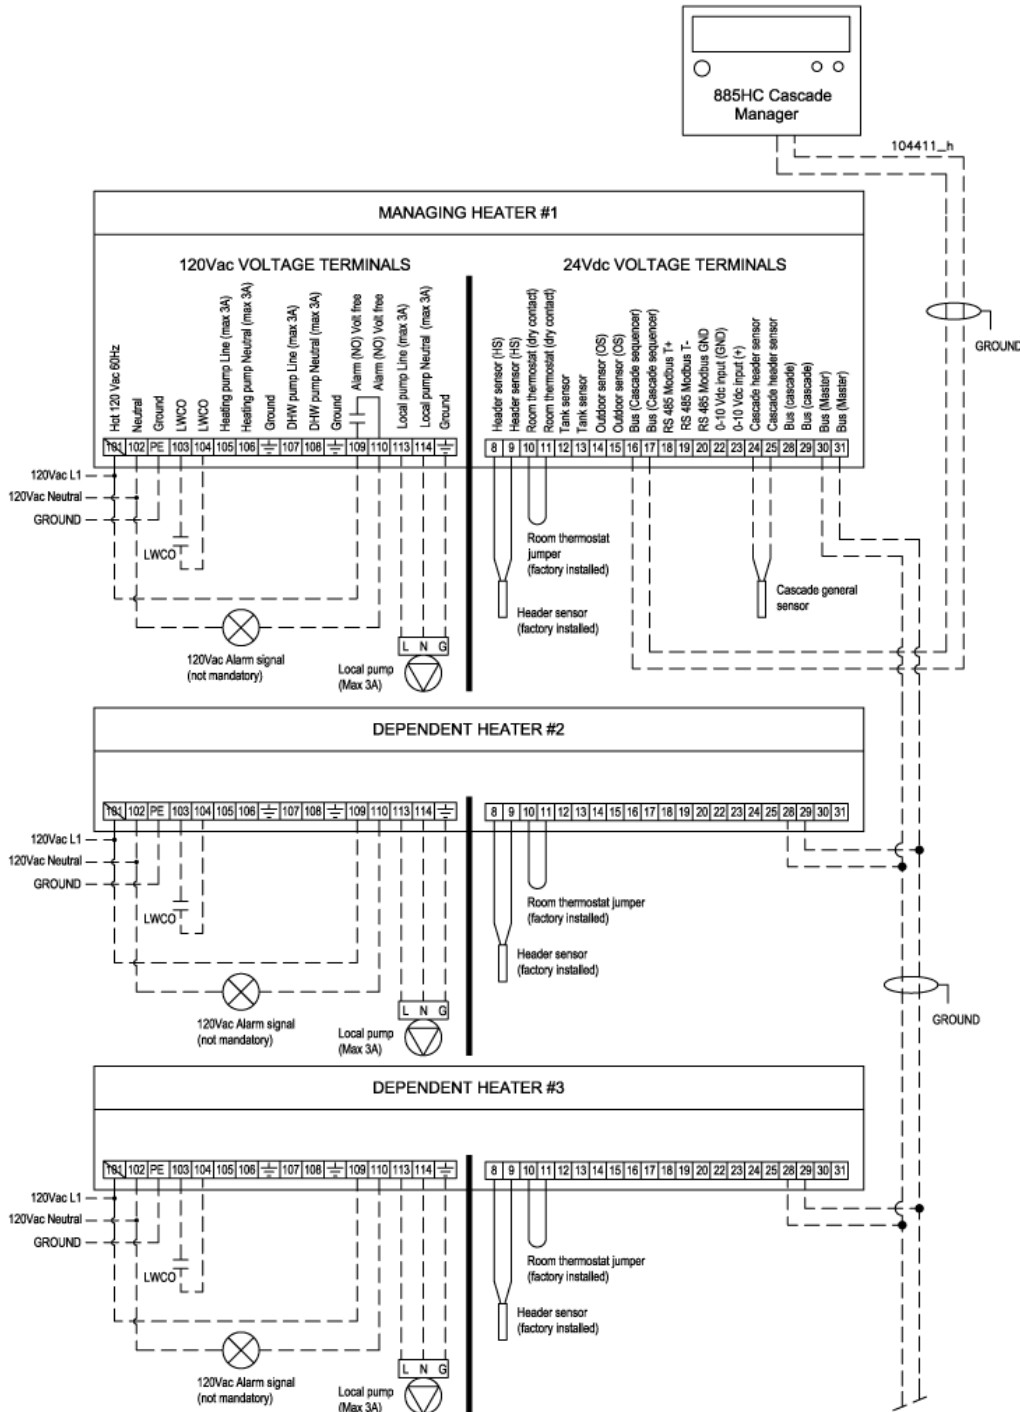 885HC Cascade
Manager
104411_h
GROUND
MANAGING HEATER #1
120Vac VOLTAGE TERMINALS
24Vdc VOLTAGE TERMINALS
Hot 120 Vac 60Hz
Neutral
Ground
LWCO
LWCO
Heating pump Line (max 3A)
Heating pump Neutral (max 3A)
Ground
DHW pump Line (max 3A)
DHW pump Neutral (max 3A)
Ground
Alarm (NO) Volt free
Alarm (NO) Volt free
Local pump Line (max 3A)
Local pump Neutral (max 3A)
Ground
Header sensor (HS)
Header sensor (HS)
Room thermostat (dry contact)
Room thermostat (dry contact)
Tank sensor
Tank sensor
Outdoor sensor (OS)
Outdoor sensor (OS)
Bus (Cascade sequencer)
Bus (Cascade sequencer)
RS 485 Modbus T+
RS 485 Modbus T-
RS 485 Modbus GND
0-10 Vdc input (GND)
0-10 Vdc input (+)
Cascade header sensor
Cascade header sensor
Bus (cascade)
Bus (cascade)
Bus (Master)
Bus (Master)
101 102 PE 103 104 105 106 107 108 109 110 113 114
8 9 10 11 12 13 14 15 16 17 18 19 20 22 23 24 25 28 29 30 31
120Vac L1
120Vac Neutral
GROUND
LWCO
120Vac Alarm signal
(not mandatory)
L N G
Local pump
(Max 3A)
Room thermostat
jumper
(factory installed)
Header sensor
(factory installed)
Cascade general
sensor
DEPENDENT HEATER #2
101 102 PE 103 104 105 106 107 108 109 110 113 114
8 9 10 11 12 13 14 15 16 17 18 19 20 22 23 24 25 28 29 30 31
120Vac L1
120Vac Neutral
GROUND
LWCO
120Vac Alarm signal
(not mandatory)
L N G
Local pump
(Max 3A)
Room thermostat jumper
(factory installed)
Header sensor
(factory installed)
GROUND
DEPENDENT HEATER #3
101 102 PE 103 104 105 106 107 108 109 110 113 114
8 9 10 11 12 13 14 15 16 17 18 19 20 22 23 24 25 28 29 30 31
120Vac L1
120Vac Neutral
GROUND
LWCO
120Vac Alarm signal
(not mandatory)
L N G
Local pump
(Max 3A)
Room thermostat jumper
(factory installed)
Header sensor
(factory installed)